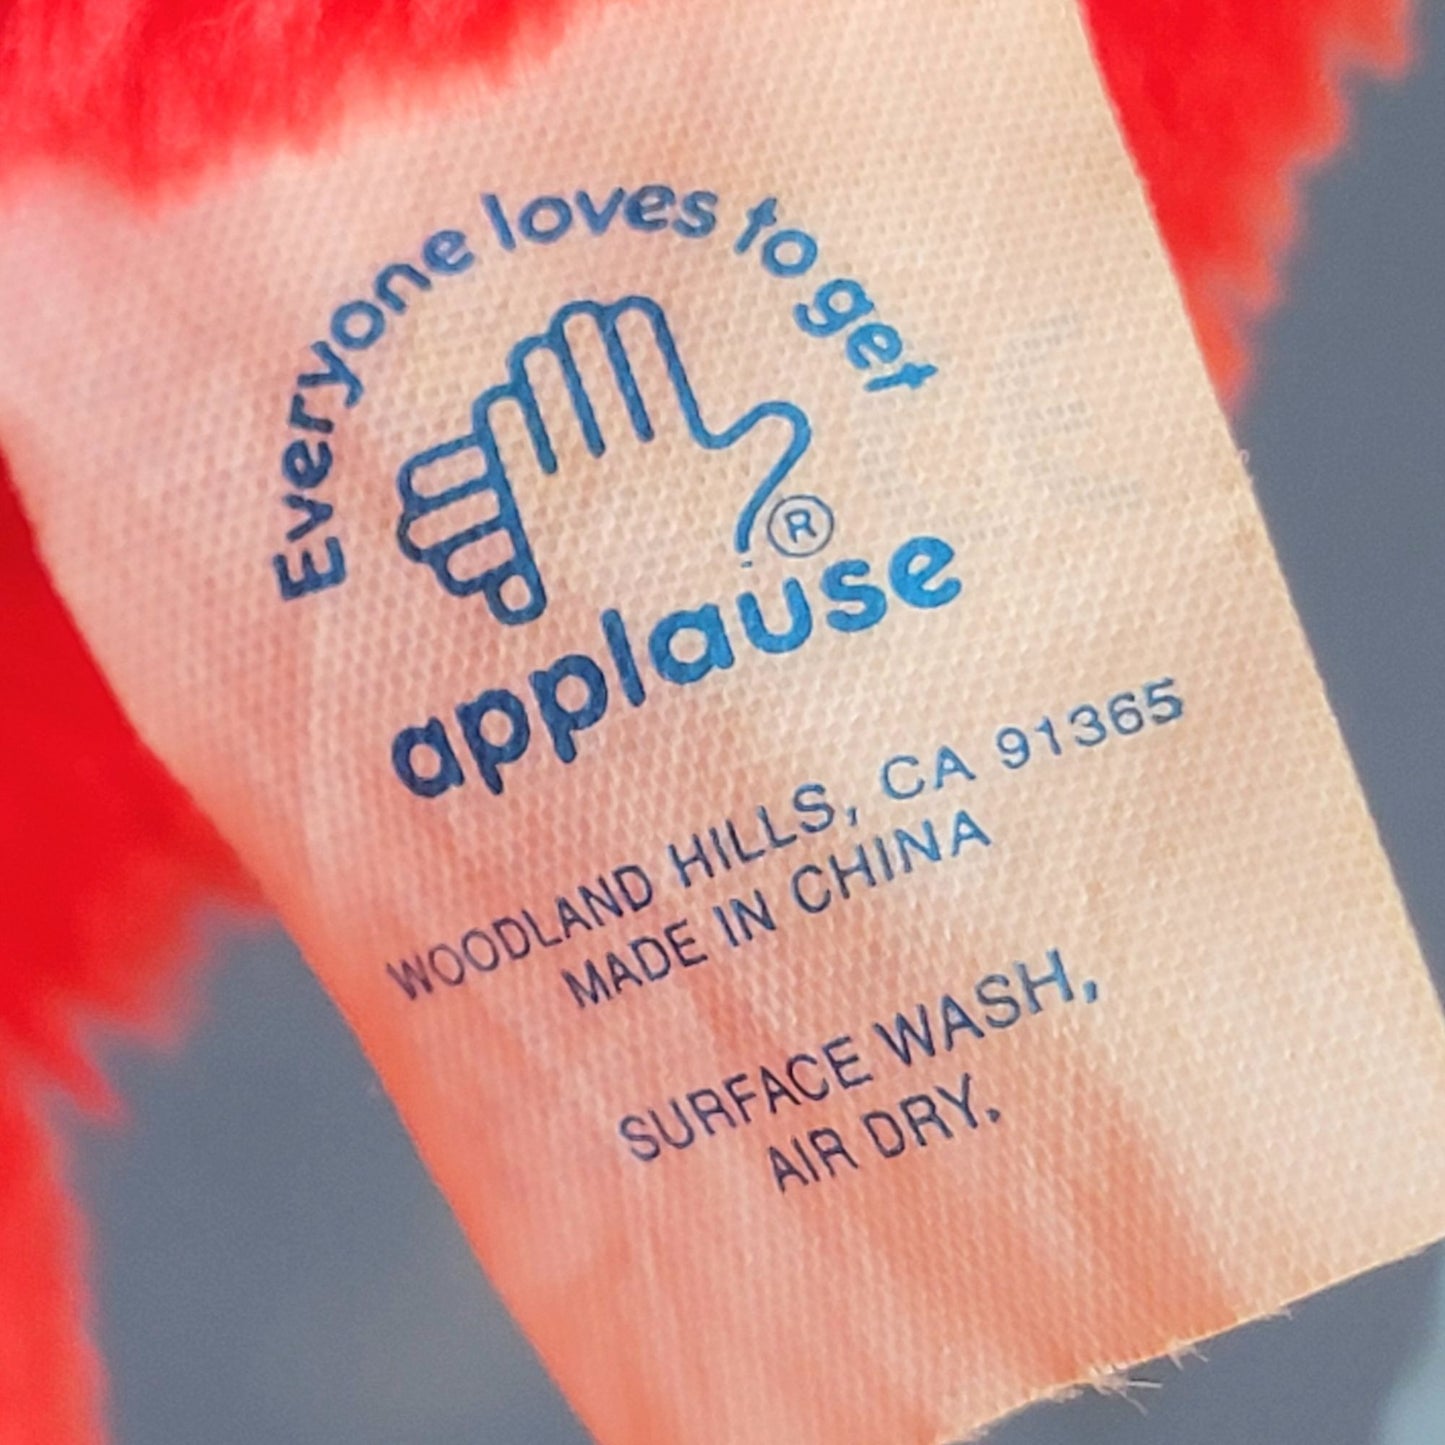 Everyone loves to get
applause®
WOODLAND HILLS, CA 91365
MADE IN CHINA
SURFACE WASH,
AIR DRY.